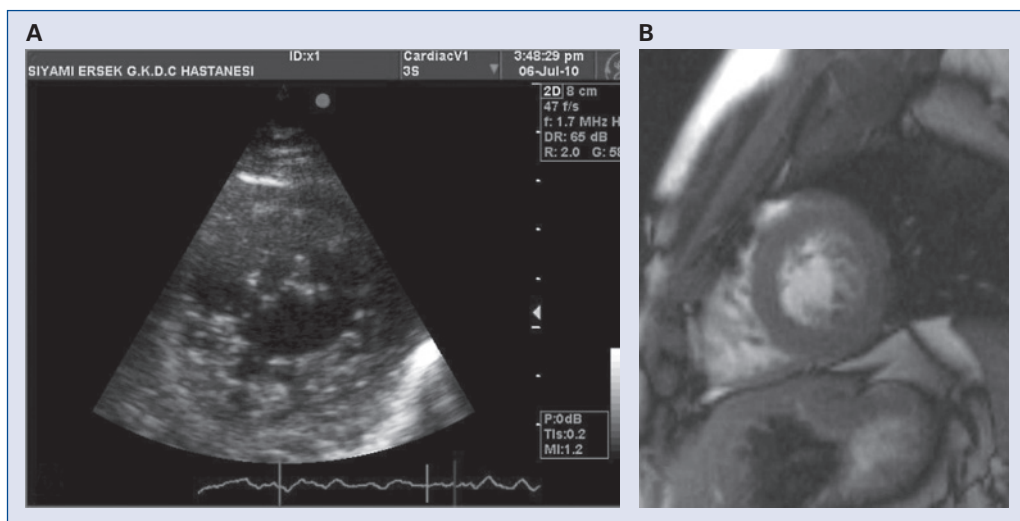 A
B
ID:x1
CardiacV1
3:48:29 pm
SIYAMI ERSEK G.K.D.C HASTANESI
3S
06-Jul-10
2D 8 cm
47 f/s
f: 1.7 MHz H
DR: 65 dB
R: 2.0 G: 58
P:0dB
TIs:0.2
MI:1.2